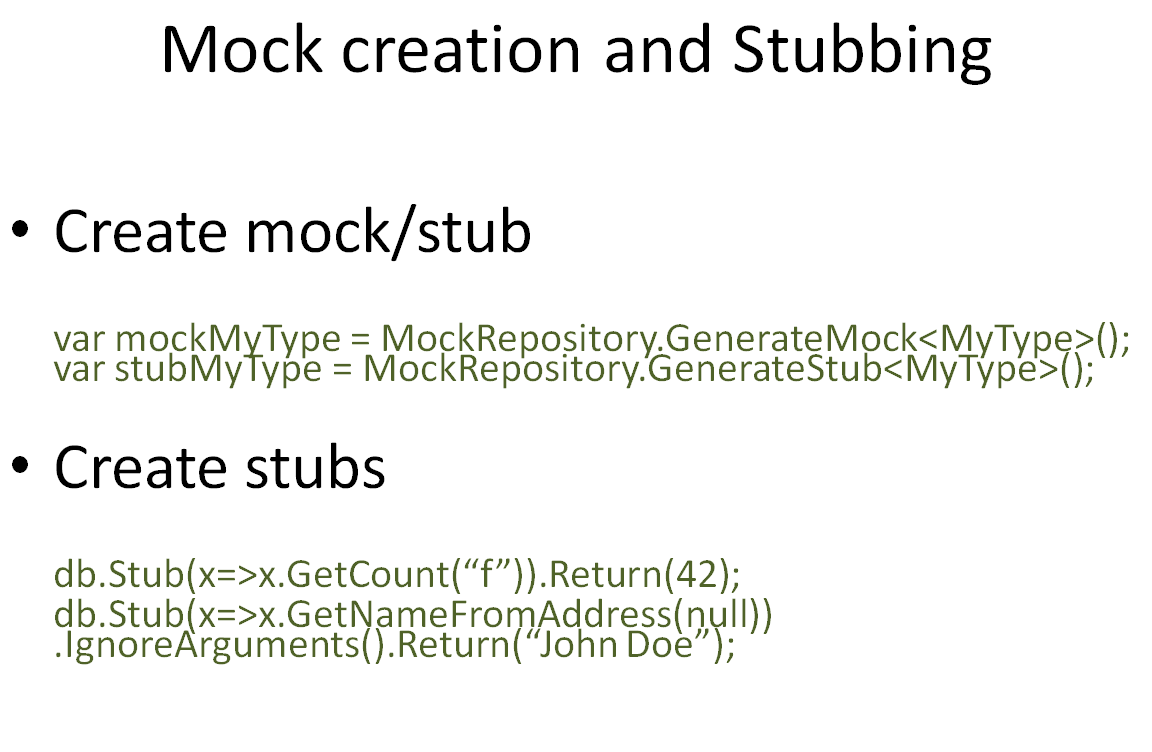 Mock creation and Stubbing
• Create mock/stub
var mockMyType = MockRepository.GenerateMock<MyType>();
var stubMyType = MockRepository.GenerateStub<MyType>();
• Create stubs
db.Stub(x=>x.GetCount(“f”)).Return(42);
db.Stub(x=>x.GetNameFromAddress(null))
.IgnoreArguments().Return(“John Doe”);